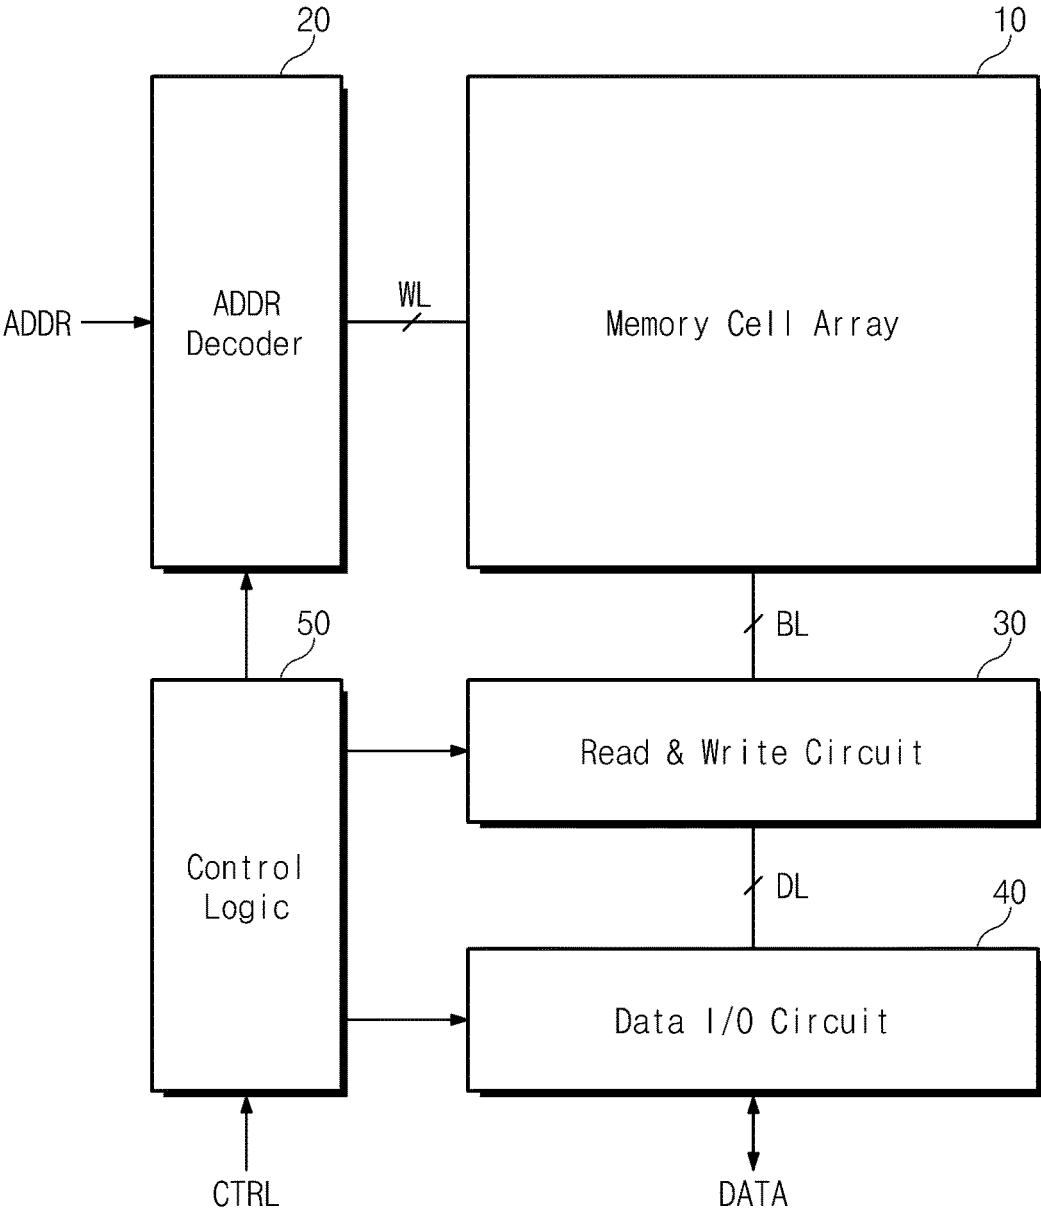 20
10
ADDR
ADDR
Decoder
WL
Memory Cell Array
50
BL
30
Read & Write Circuit
Control
Logic
DL
40
Data I/O Circuit
CTRL
DATA